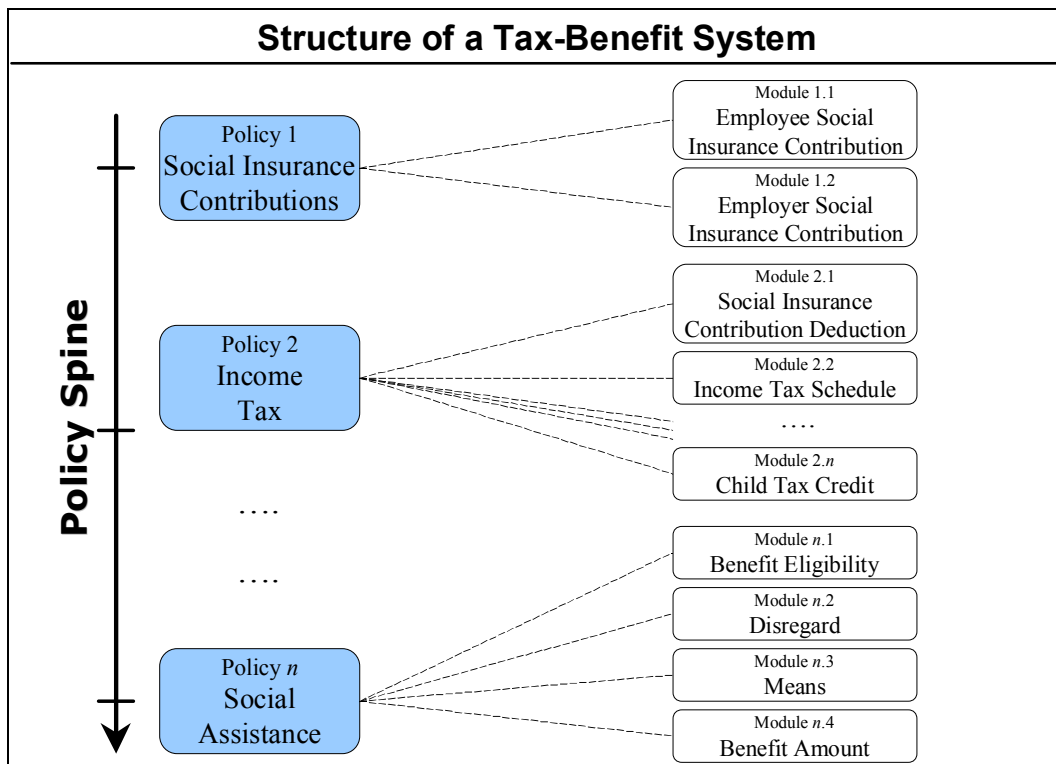 Structure of a Tax-Benefit System
Policy Spine
Policy 1
Social Insurance
Contributions
Module 1.1
Employee Social
Insurance Contribution
Module 1.2
Employer Social
Insurance Contribution
Policy 2
Income
Tax
Module 2.1
Social Insurance
Contribution Deduction
Module 2.2
Income Tax Schedule
....
Module 2.n
Child Tax Credit
....
....
Policy n
Social
Assistance
Module n.1
Benefit Eligibility
Module n.2
Disregard
Module n.3
Means
Module n.4
Benefit Amount